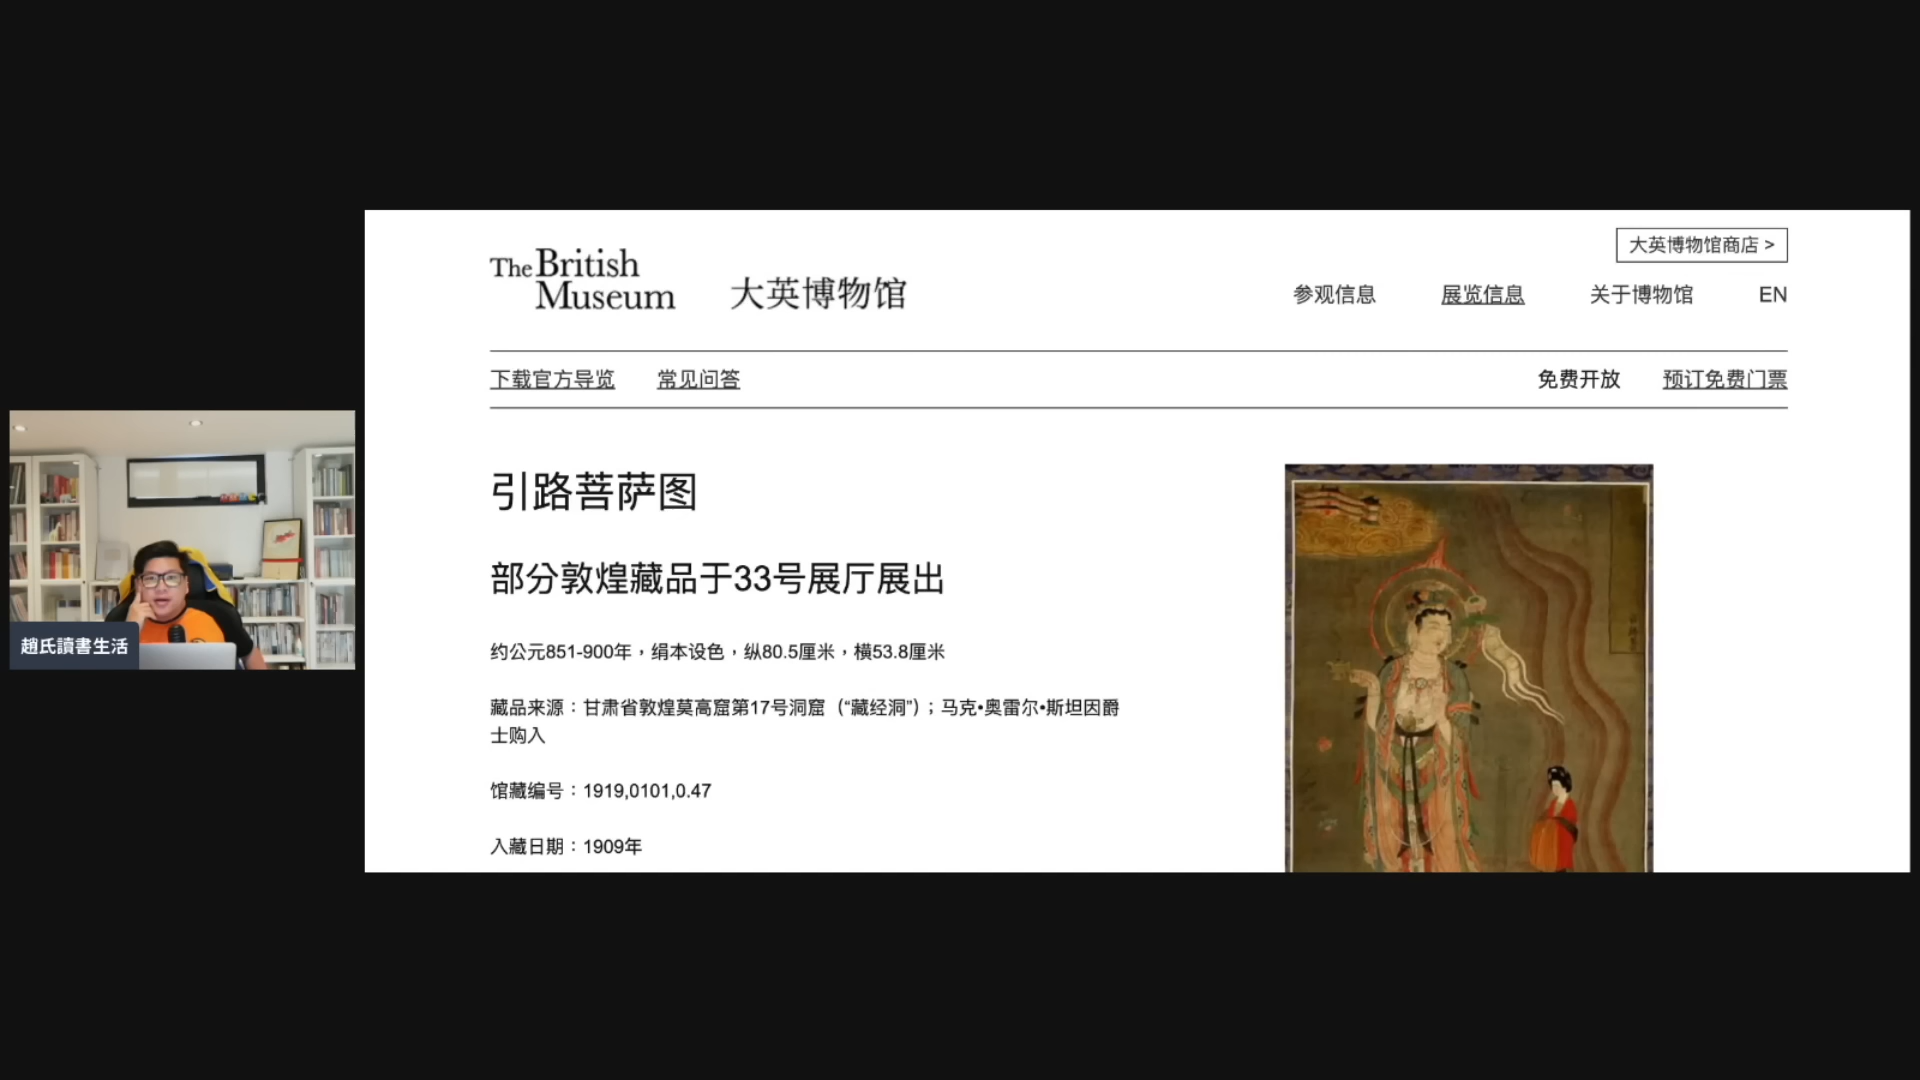 The British
Museum
大英博物馆
大英博物馆商店 >
参观信息
展览信息
关于博物馆
EN
下载官方导览
常见问答
免费开放
预订免费门票
引路菩萨图
部分敦煌藏品于33号展厅展出
约公元851-900年，绢本设色，纵80.5厘米，横53.8厘米
藏品来源：甘肃省敦煌莫高窟第17号洞窟（“藏经洞”）；马克•奥雷尔•斯坦因爵
士购入
馆藏编号：1919,0101,0.47
入藏日期：1909年
趙氏讀書生活